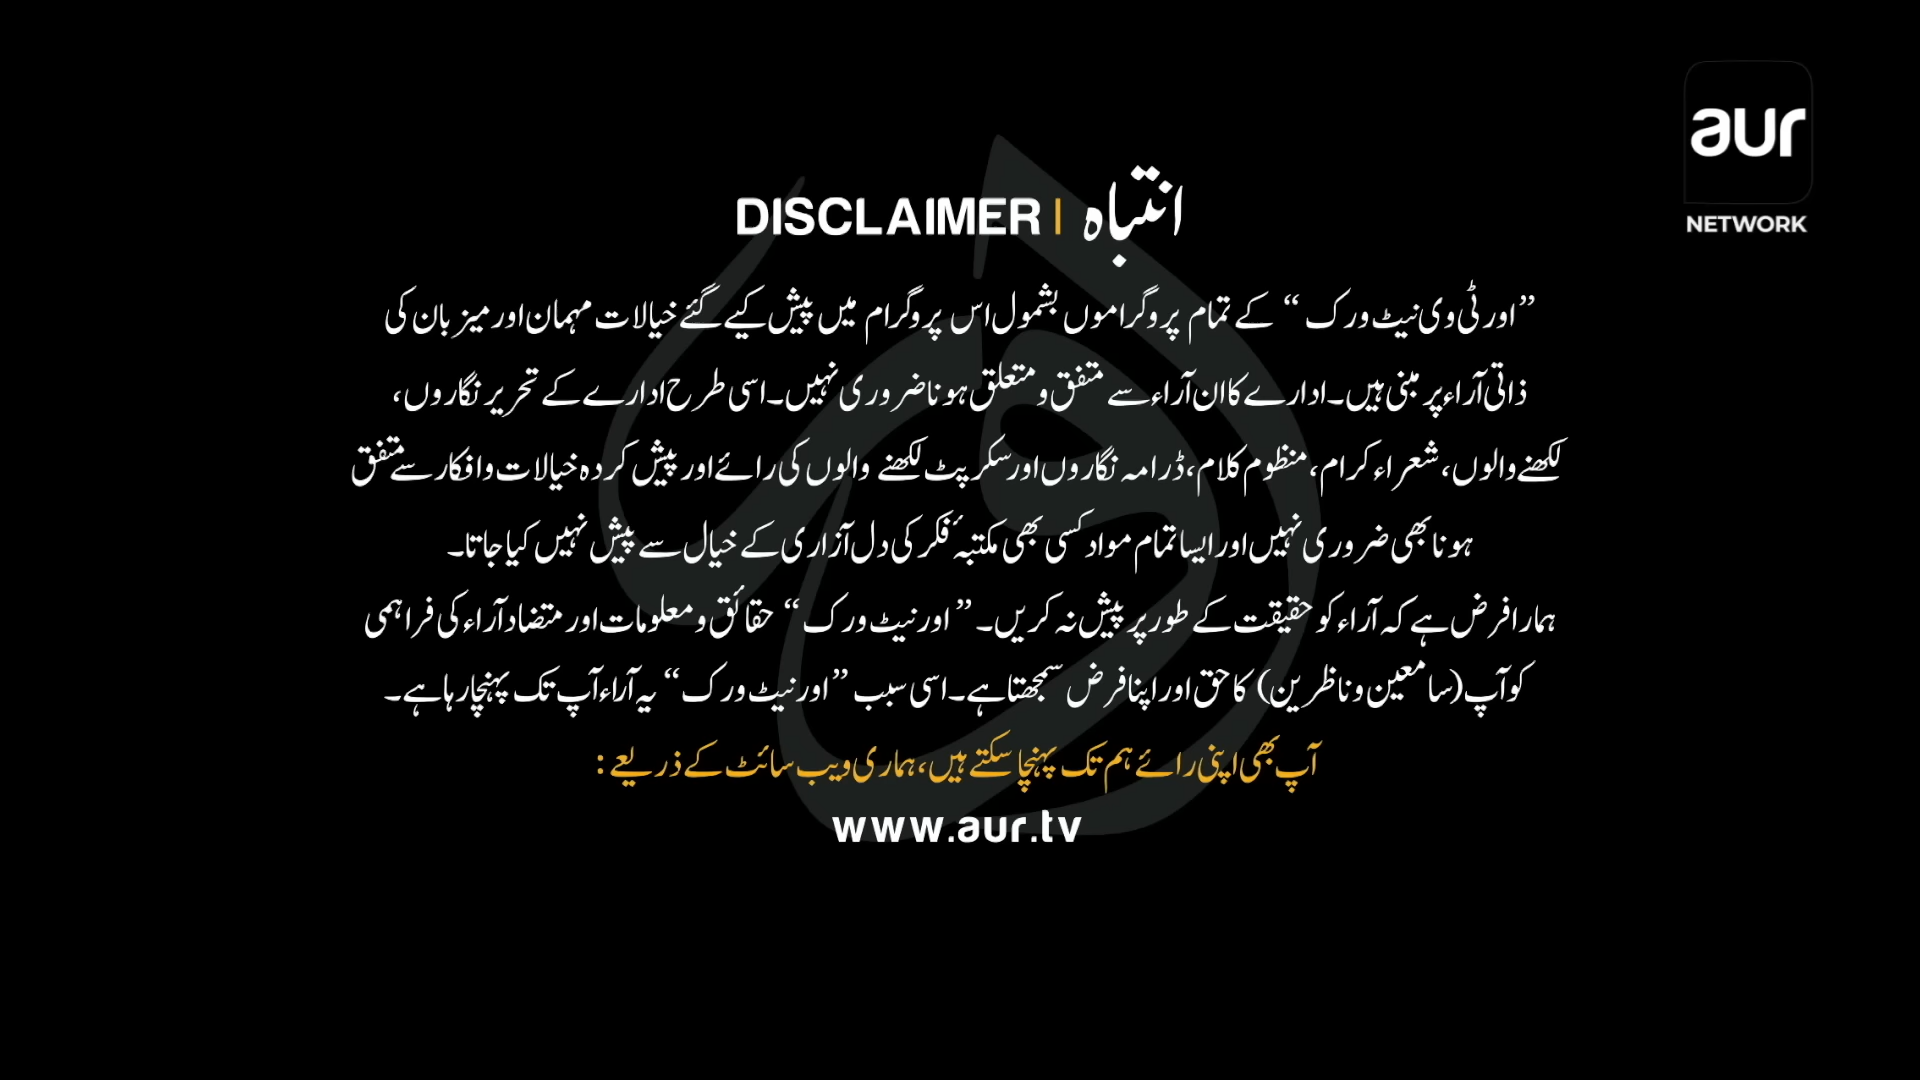 aur
NETWORK
DISCLAIMER | انتباہ
”اور ٹی وی نیٹ ورک“ کے تمام پروگراموں بشمول اس پروگرام میں پیش کیے گئے خیالات مہمان اور میزبان کی
ذاتی آراء پر مبنی ہیں۔ ادارے کا ان آراء سے متفق و متعلق ہونا ضروری نہیں۔ اسی طرح ادارے کے تحریر نگاروں،
لکھنے والوں، شعراء کرام، منظوم کلام، ڈرامہ نگاروں اور سکرپٹ لکھنے والوں کی رائے اور پیش کردہ خیالات و افکار سے متفق
ہونا بھی ضروری نہیں اور ایسا تمام مواد کسی بھی مکتبہٴ فکر کی دل آزاری کے خیال سے پیش نہیں کیا جاتا۔
ہمارا فرض ہے کہ آراء کو حقیقت کے طور پر پیش نہ کریں۔ ”اور نیٹ ورک“ حقائق و معلومات اور متضاد آراء کی فراہمی
کو آپ (سامعین و ناظرین) کا حق اور اپنا فرض سمجھتا ہے۔ اسی سبب ”اور نیٹ ورک“ یہ آراء آپ تک پہنچا رہا ہے۔
آپ بھی اپنی رائے ہم تک پہنچا سکتے ہیں، ہماری ویب سائٹ کے ذریعے:
www.aur.tv